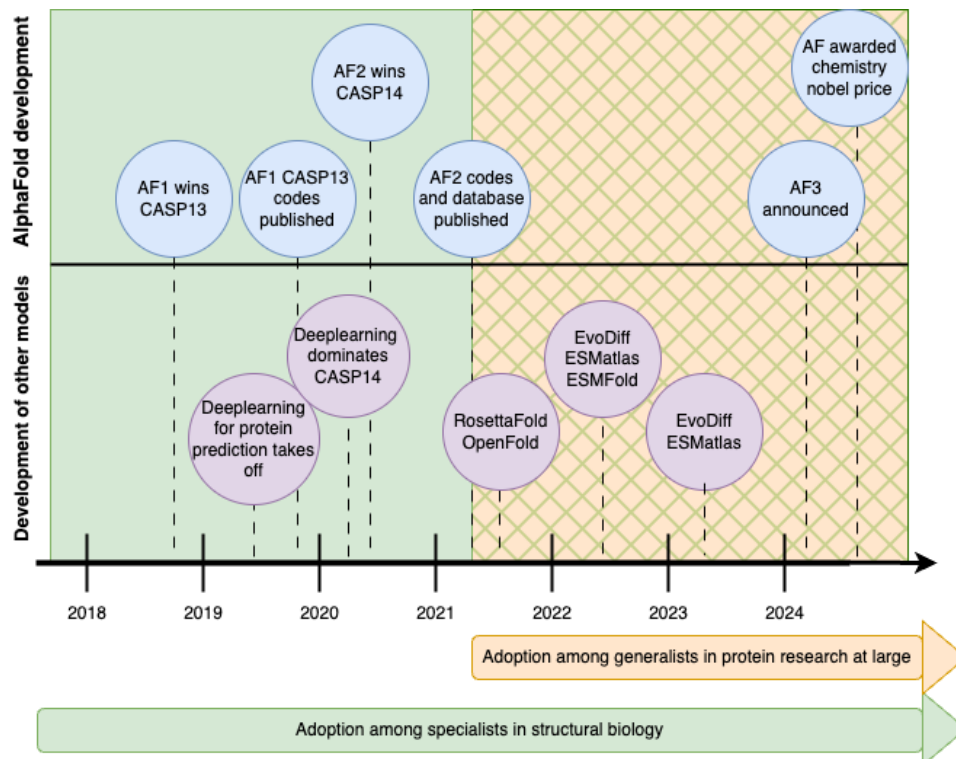 AlphaFold development
AF2 wins
CASP14
AF awarded
chemistry
nobel price
AF1 wins
CASP13
AF1 CASP13
codes
published
AF2 codes
and database
published
AF3
announced
Development of other models
Deeplearning
dominates
CASP14
EvoDiff
ESMatlas
ESMFold
Deeplearning
for protein
prediction takes
off
RosettaFold
OpenFold
EvoDiff
ESMatlas
2018
2019
2020
2021
2022
2023
2024
Adoption among generalists in protein research at large
Adoption among specialists in structural biology